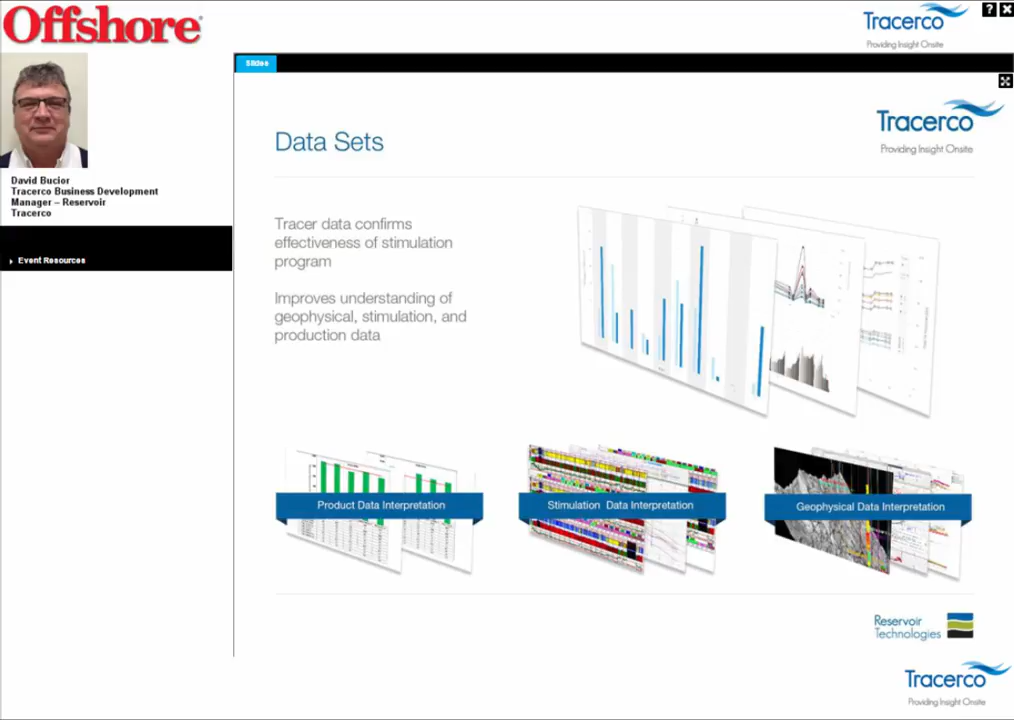 Offshore
Tracerco
Providing Insight Onsite
? X
Slides
David Bucior
Tracerco Business Development
Manager – Reservoir
Tracerco
Event Resources
Tracerco
Providing Insight Onsite
Data Sets
Tracer data confirms
effectiveness of stimulation
program
Improves understanding of
geophysical, stimulation, and
production data
Product Data Interpretation
Stimulation Data Interpretation
Geophysical Data Interpretation
Reservoir
Technologies
Tracerco
Providing Insight Onsite